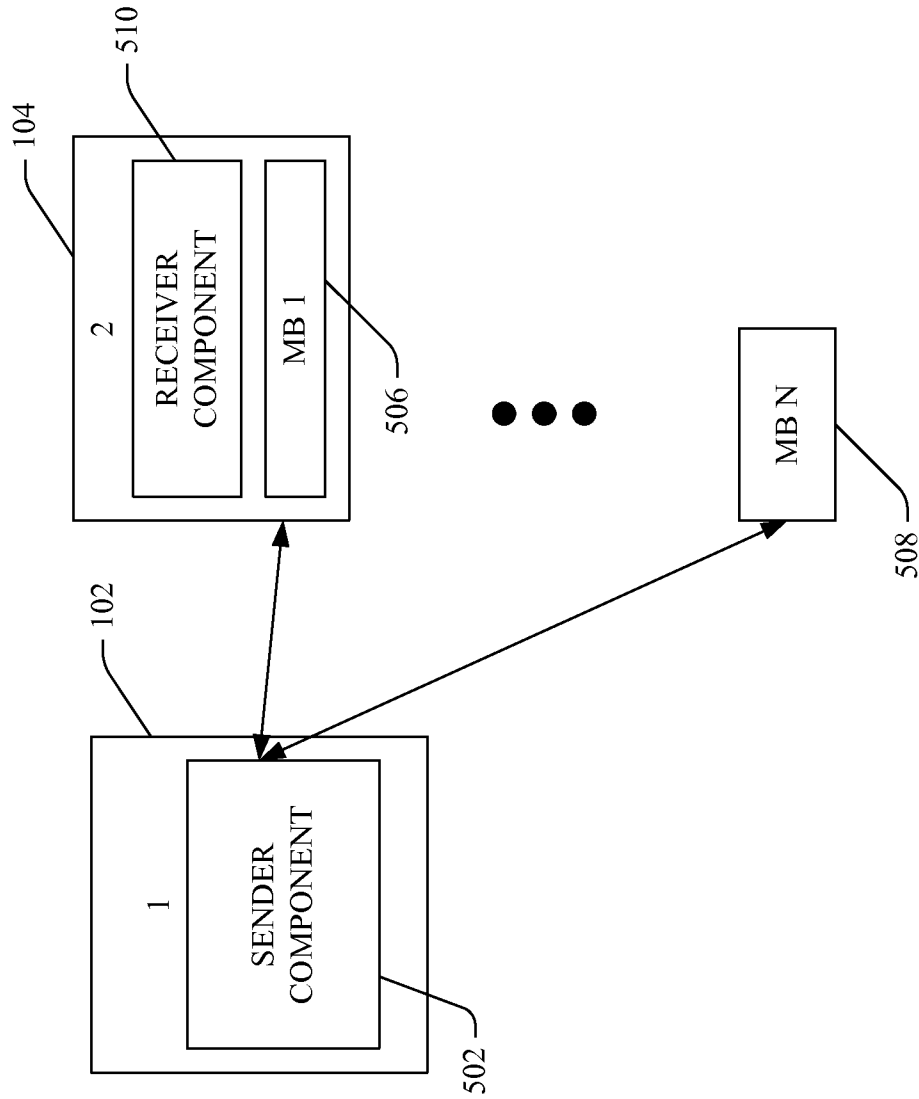 102
1
SENDER
COMPONENT
502
104
2
RECEIVER
COMPONENT
510
MB 1
506
MB N
508